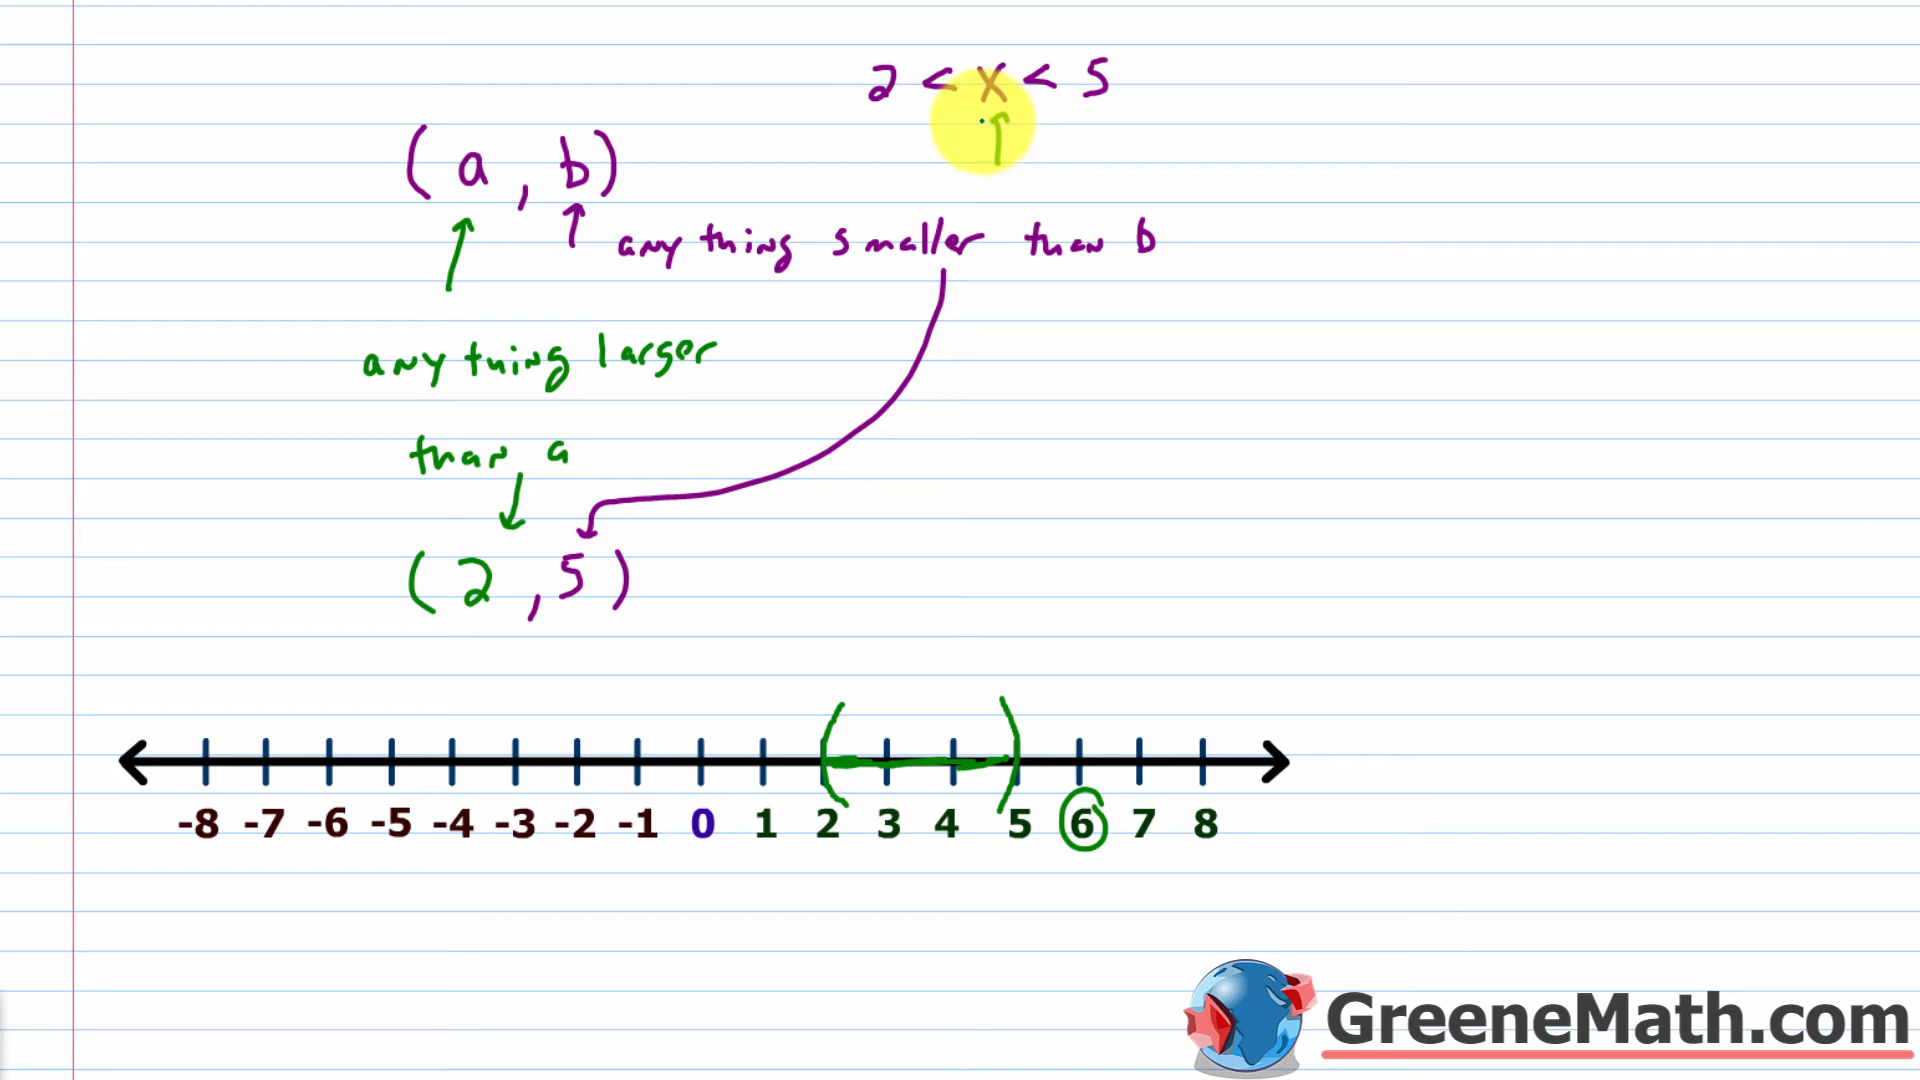 2 < x < 5
( a , b )
anything smaller than b
anything larger
than a
( 2 , 5 )
-8 -7 -6 -5 -4 -3 -2 -1 0 1 2 3 4 5 6 7 8
GreeneMath.com